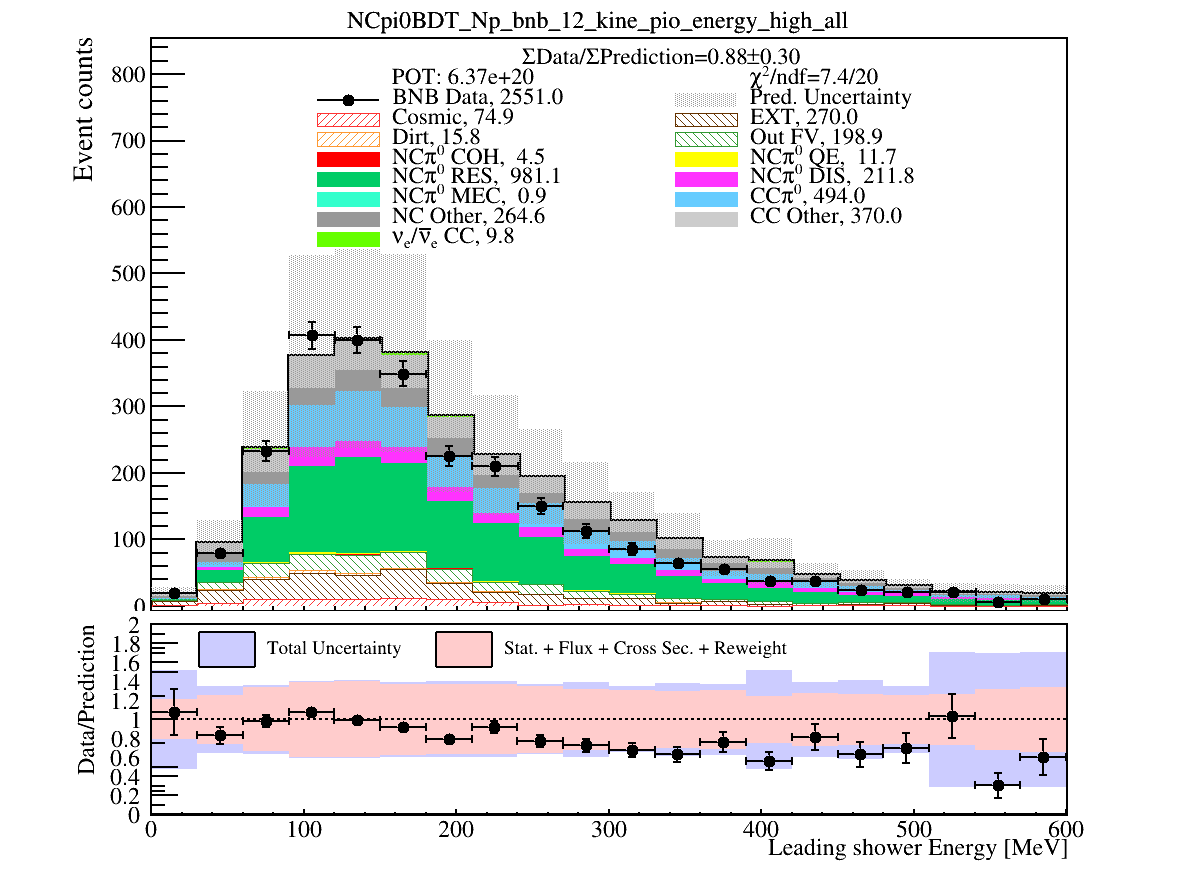 NCpi0BDT_Np_bnb_12_kine_pio_energy_high_all
ΣData/ΣPrediction=0.88±0.30
POT: 6.37e+20
χ²/ndf=7.4/20
BNB Data, 2551.0
Pred. Uncertainty
Cosmic, 74.9
EXT, 270.0
Dirt, 15.8
Out FV, 198.9
NCπ⁰ COH, 4.5
NCπ⁰ QE, 11.7
NCπ⁰ RES, 981.1
NCπ⁰ DIS, 211.8
NCπ⁰ MEC, 0.9
CCπ⁰, 494.0
NC Other, 264.6
CC Other, 370.0
νₑ/ν̅ₑ CC, 9.8
Event counts
800
700
600
500
400
300
200
100
0
Total Uncertainty
Stat. + Flux + Cross Sec. + Reweight
Data/Prediction
2
1.8
1.6
1.4
1.2
1
0.8
0.6
0.4
0.2
0
0 100 200 300 400 500 600
Leading shower Energy [MeV]